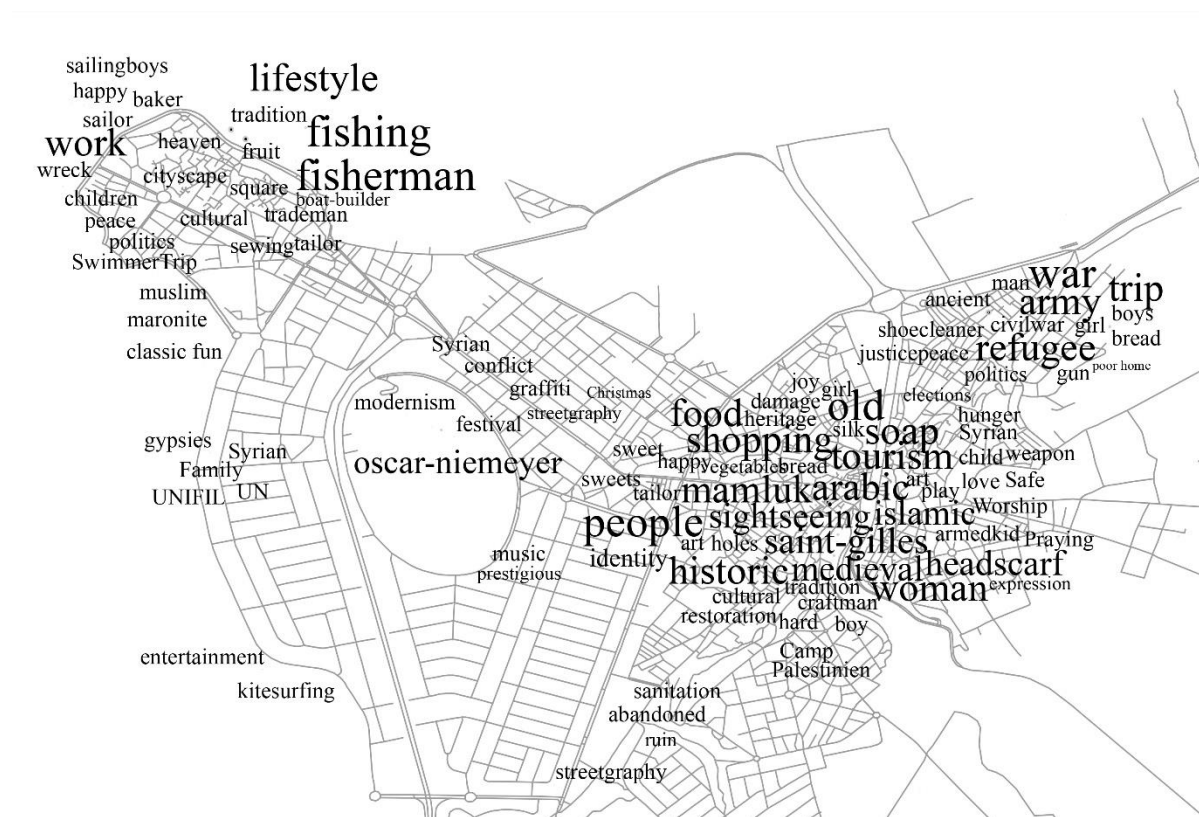 sailingboys
happy baker
sailor
work
wreck
lifestyle
tradition
fishing
heaven
fruit
fisherman
cityscape
square
boat-builder
children
peace
cultural
trademan
politics
sewing tailor
SwimmerTrip
muslim
maronite
classic fun
Syrian
conflict
graffiti
Christmas
modernism
streetgraphy
festival
oscar-niemeyer
gypsies
Syrian
Family
UNIFIL UN
music
prestigious
entertainment
kitesurfing
man war trip
ancient army boys
shoecleaner civilwar girl bread
justicepeace refugee
politics gun poor home
joy girl elections
damage old
food heritage hunger
silk soap Syrian
shopping
sweet happy vegetables bread tourism child weapon
sweets art love Safe
tailor mamluk arabic play
Worship
people sightseeing islamic
art holes saint-gilles armedkid Praying
identity
historic medieval headscarf
tradition woman expression
cultural craftman
restoration hard boy
Camp
Palestinien
sanitation
abandoned
ruin
streetgraphy